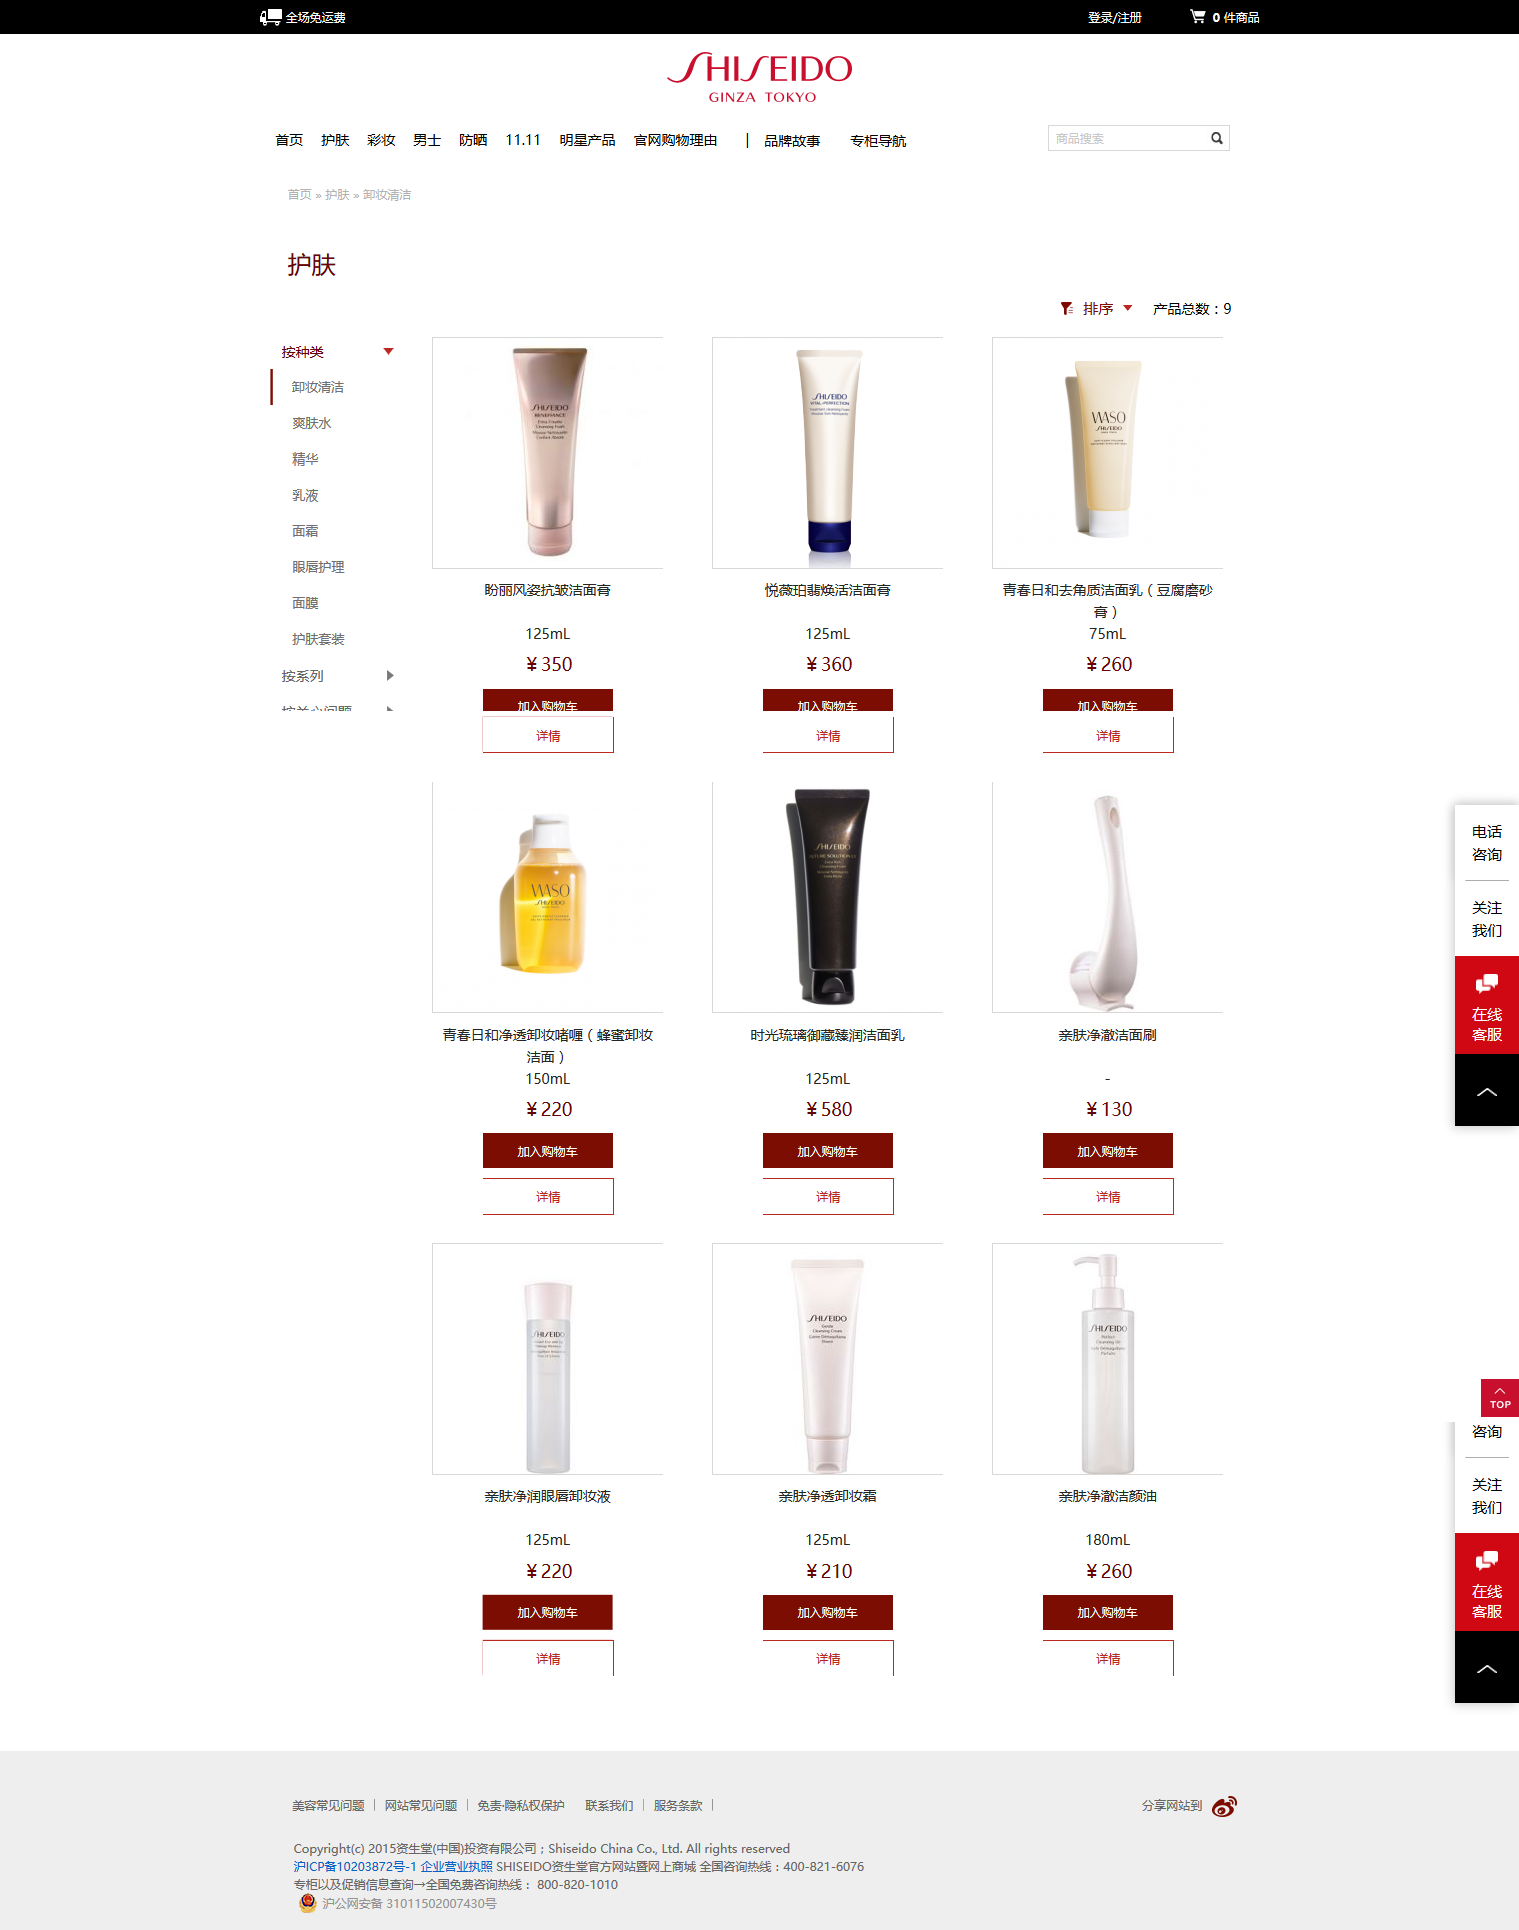 全场免运费
登录/注册
0 件商品
SHISEIDO
GINZA TOKYO
首页 护肤 彩妆 男士 防晒 11.11 明星产品 官网购物理由 | 品牌故事 专柜导航
商品搜索
首页 » 护肤 » 卸妆清洁
护肤
排序 产品总数：9
按种类
卸妆清洁
爽肤水
精华
乳液
面霜
眼唇护理
面膜
护肤套装
按系列
按关心问题
盼丽风姿抗皱洁面膏
125mL
¥ 350
加入购物车
详情
悦薇珀翡焕活洁面膏
125mL
¥ 360
加入购物车
详情
青春日和去角质洁面乳（豆腐磨砂
膏）
75mL
¥ 260
加入购物车
详情
青春日和净透卸妆啫喱（蜂蜜卸妆
洁面）
150mL
¥ 220
加入购物车
详情
时光琉璃御藏臻润洁面乳
125mL
¥ 580
加入购物车
详情
亲肤净澈洁面刷
-
¥ 130
加入购物车
详情
亲肤净润眼唇卸妆液
125mL
¥ 220
加入购物车
详情
亲肤净透卸妆霜
125mL
¥ 210
加入购物车
详情
亲肤净澈洁颜油
180mL
¥ 260
加入购物车
详情
电话
咨询
关注
我们
在线
客服
TOP
咨询
关注
我们
在线
客服
美容常见问题 | 网站常见问题 | 免责·隐私权保护 联系我们 | 服务条款 |
分享网站到
Copyright(c) 2015资生堂(中国)投资有限公司；Shiseido China Co., Ltd. All rights reserved
沪ICP备10203872号-1 企业营业执照 SHISEIDO资生堂官方网站暨网上商城 全国咨询热线：400-821-6076
专柜以及促销信息查询→全国免费咨询热线： 800-820-1010
沪公网安备 31011502007430号